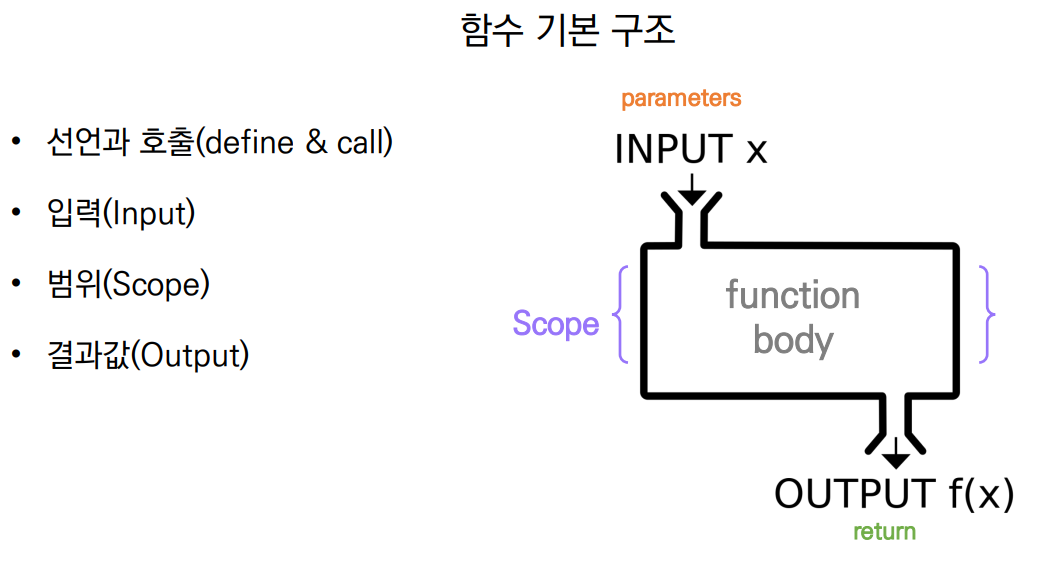 함수 기본 구조
• 선언과 호출(define & call)
• 입력(Input)
• 범위(Scope)
• 결과값(Output)
parameters
INPUT x
Scope
{
function
body
}
OUTPUT f(x)
return